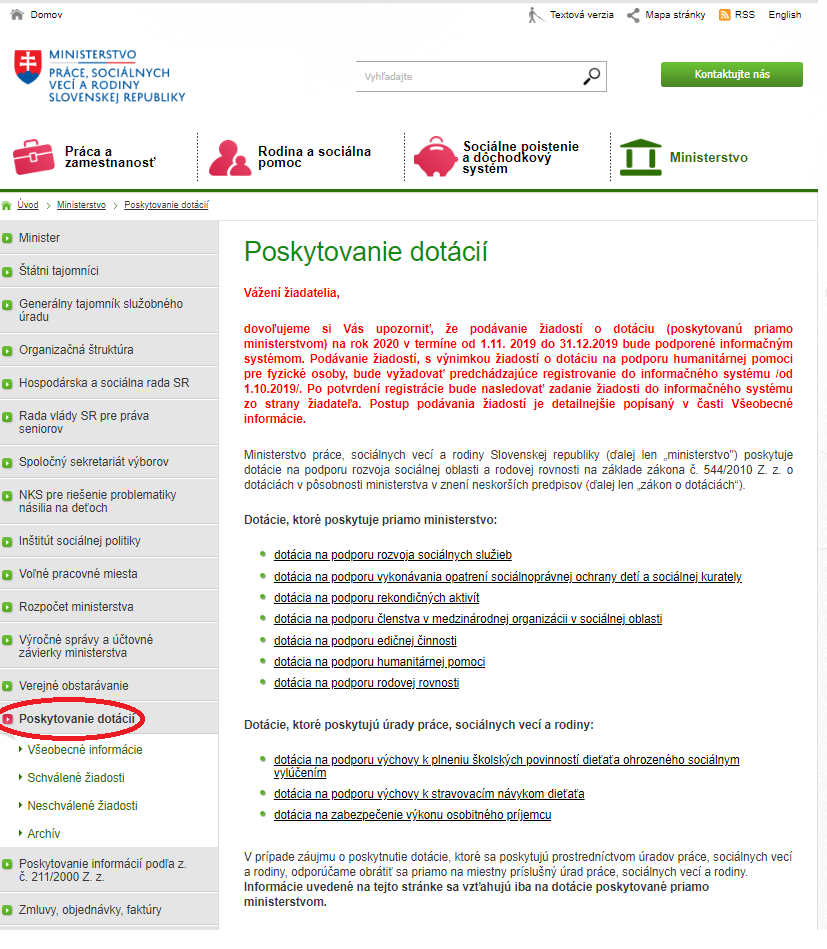 Domov
Textová verzia
Mapa stránky
RSS
English
MINISTERSTVO
PRÁCE, SOCIÁLNYCH
VECÍ A RODINY
SLOVENSKEJ REPUBLIKY
Vyhľadajte
Kontaktujte nás
Práca a
zamestnanosť
Rodina a sociálna
pomoc
Sociálne poistenie
a dôchodkový
systém
Ministerstvo
Úvod
Ministerstvo
Poskytovanie dotácií
Minister
Štátni tajomníci
Generálny tajomník služobného
úradu
Organizačná štruktúra
Hospodárska a sociálna rada SR
Rada vlády SR pre práva
seniorov
Spoločný sekretariát výborov
NKS pre riešenie problematiky
násilia na deťoch
Inštitút sociálnej politiky
Voľné pracovné miesta
Rozpočet ministerstva
Výročné správy a účtovné
závierky ministerstva
Verejné obstarávanie
Poskytovanie dotácií
Všeobecné informácie
Schválené žiadosti
Neschválené žiadosti
Archív
Poskytovanie informácií podľa z.
č. 211/2000 Z. z.
Zmluvy, objednávky, faktúry
Poskytovanie dotácií
Vážení žiadatelia,
dovoľujeme si Vás upozorniť, že podávanie žiadostí o dotáciu (poskytovanú priamo
ministerstvom) na rok 2020 v termíne od 1.11. 2019 do 31.12.2019 bude podporené informačným
systémom. Podávanie žiadostí, s výnimkou žiadostí o dotáciu na podporu humanitárnej pomoci
pre fyzické osoby, bude vyžadovať predchádzajúce registrovanie do informačného systému /od
1.10.2019/. Po potvrdení registrácie bude nasledovať zadanie žiadosti do informačného systému
zo strany žiadateľa. Postup podávania žiadostí je detailnejšie popísaný v časti Všeobecné
informácie.
Ministerstvo práce, sociálnych vecí a rodiny Slovenskej republiky (ďalej len „ministerstvo") poskytuje
dotácie na podporu rozvoja sociálnej oblasti a rodovej rovnosti na základe zákona č. 544/2010 Z. z. o
dotáciách v pôsobnosti ministerstva v znení neskorších predpisov (ďalej len „zákon o dotáciách“).
Dotácie, ktoré poskytuje priamo ministerstvo:
dotácia na podporu rozvoja sociálnych služieb
dotácia na podporu vykonávania opatrení sociálnoprávnej ochrany detí a sociálnej kurately
dotácia na podporu rekondičných aktivít
dotácia na podporu členstva v medzinárodnej organizácii v sociálnej oblasti
dotácia na podporu edičnej činnosti
dotácia na podporu humanitárnej pomoci
dotácia na podporu rodovej rovnosti
Dotácie, ktoré poskytujú úrady práce, sociálnych vecí a rodiny:
dotácia na podporu výchovy k plneniu školských povinností dieťaťa ohrozeného sociálnym
vylúčením
dotácia na podporu výchovy k stravovacím návykom dieťaťa
dotácia na zabezpečenie výkonu osobitného príjemcu
V prípade záujmu o poskytnutie dotácie, ktoré sa poskytujú prostredníctvom úradov práce, sociálnych vecí
a rodiny, odporúčame obrátiť sa priamo na miestny príslušný úrad práce, sociálnych vecí a rodiny.
Informácie uvedené na tejto stránke sa vzťahujú iba na dotácie poskytované priamo
ministerstvom.